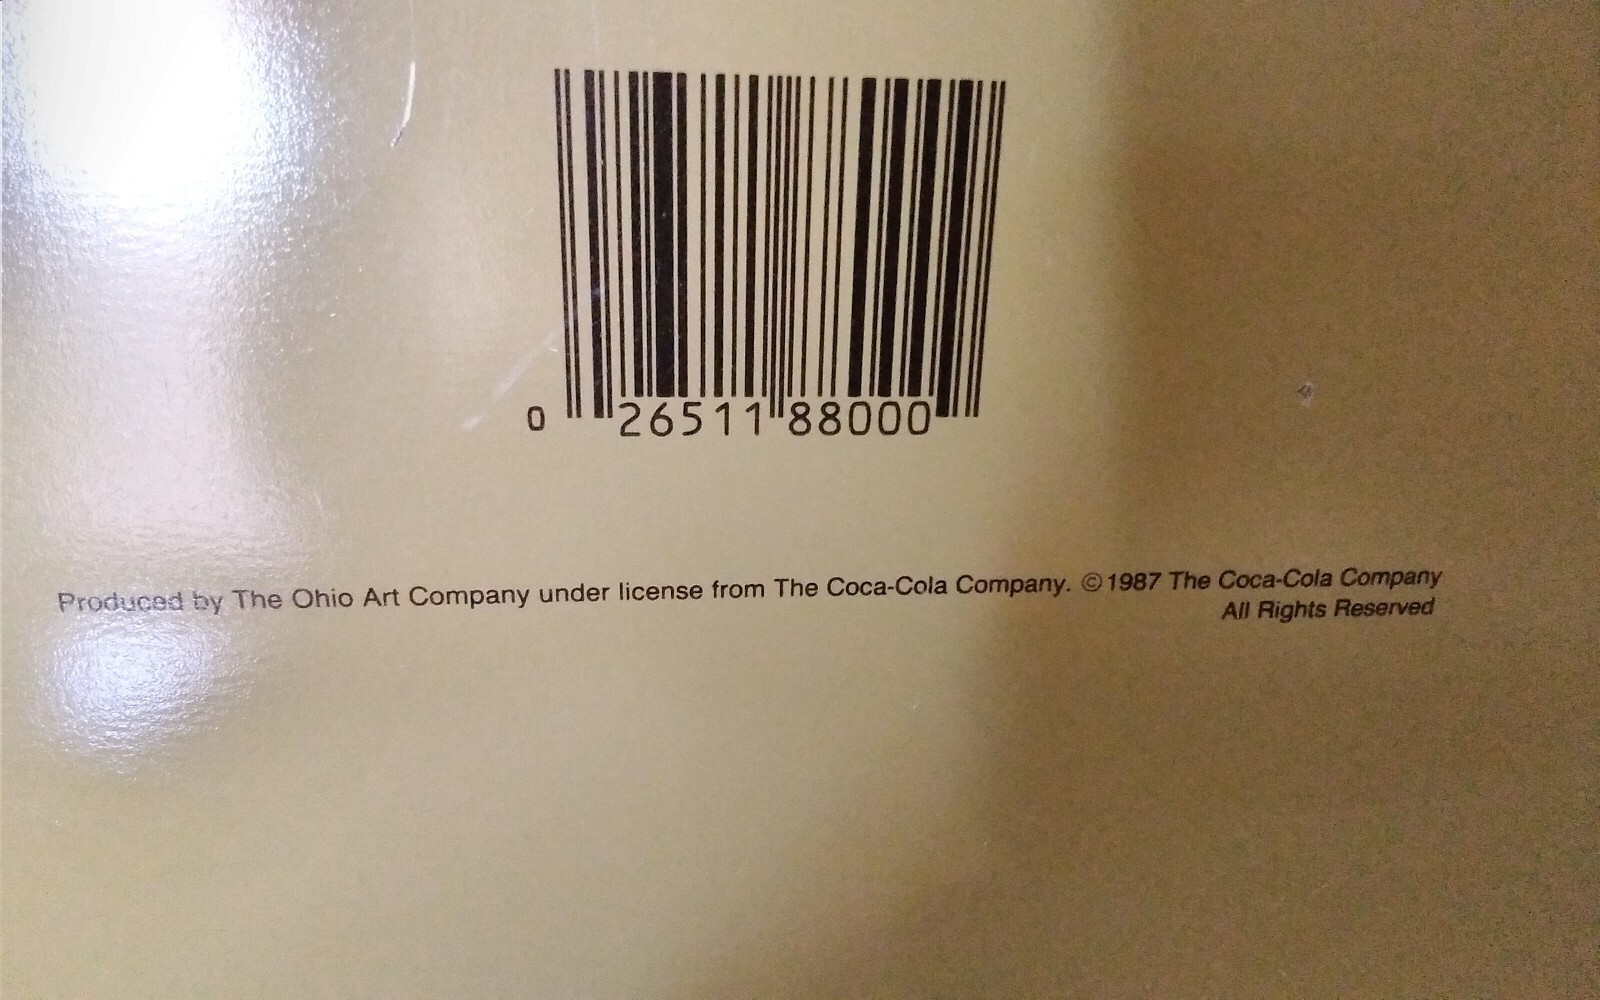 0 26511 88000
Produced by The Ohio Art Company under license from The Coca-Cola Company. © 1987 The Coca-Cola Company
All Rights Reserved